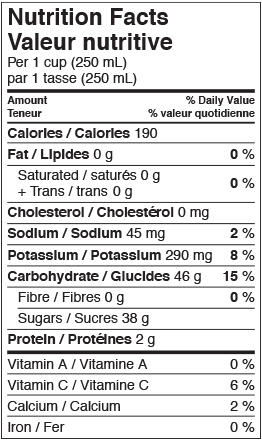 Nutrition Facts
Valeur nutritive
Per 1 cup (250 mL)
par 1 tasse (250 mL)
Amount % Daily Value
Teneur % valeur quotidienne
Calories / Calories 190
Fat / Lipides 0 g 0 %
Saturated / saturés 0 g
+ Trans / trans 0 g 0 %
Cholesterol / Cholestérol 0 mg
Sodium / Sodium 45 mg 2 %
Potassium / Potassium 290 mg 8 %
Carbohydrate / Glucides 46 g 15 %
Fibre / Fibres 0 g 0 %
Sugars / Sucres 38 g
Protein / Protéines 2 g
Vitamin A / Vitamine A 0 %
Vitamin C / Vitamine C 6 %
Calcium / Calcium 2 %
Iron / Fer 0 %